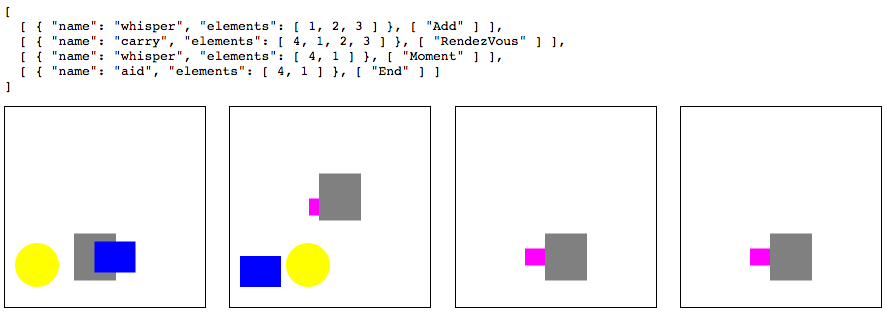 [
  [ { "name": "whisper", "elements": [ 1, 2, 3 ] }, [ "Add" ] ],
  [ { "name": "carry", "elements": [ 4, 1, 2, 3 ] }, [ "RendezVous" ] ],
  [ { "name": "whisper", "elements": [ 4, 1 ] }, [ "Moment" ] ],
  [ { "name": "aid", "elements": [ 4, 1 ] }, [ "End" ] ]
]